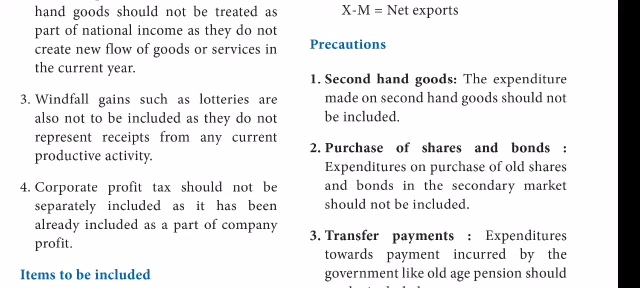 hand goods should not be treated as
part of national income as they do not
create new flow of goods or services in
the current year.
3. Windfall gains such as lotteries are
also not to be included as they do not
represent receipts from any current
productive activity.
4. Corporate profit tax should not be
separately included as it has been
already included as a part of company
profit.
Items to be included
X-M = Net exports
Precautions
1. Second hand goods: The expenditure
made on second hand goods should not
be included.
2. Purchase of shares and bonds :
Expenditures on purchase of old shares
and bonds in the secondary market
should not be included.
3. Transfer payments : Expenditures
towards payment incurred by the
government like old age pension should